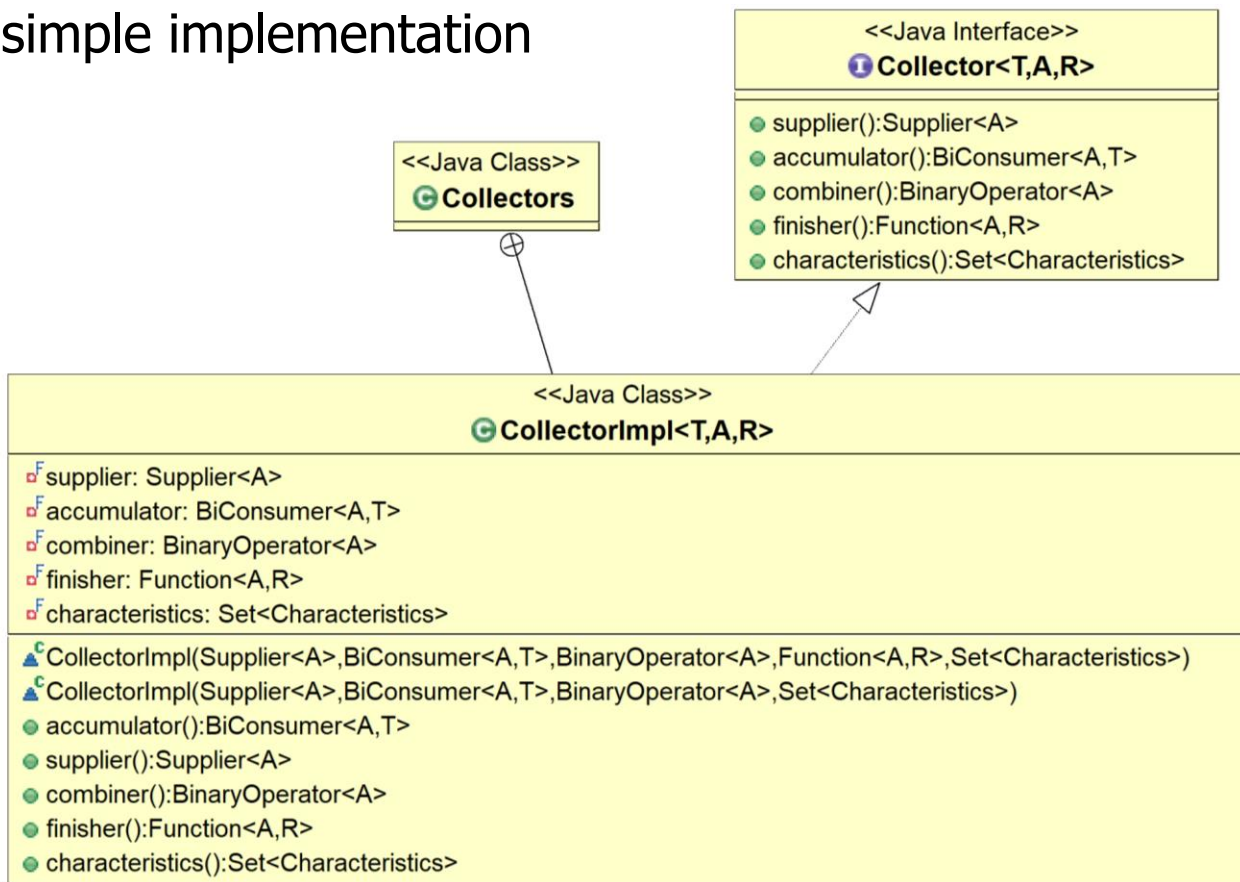 simple implementation
<<Java Interface>>
I Collector<T,A,R>
supplier():Supplier<A>
accumulator():BiConsumer<A,T>
combiner():BinaryOperator<A>
finisher():Function<A,R>
characteristics():Set<Characteristics>
<<Java Class>>
C Collectors
<<Java Class>>
C CollectorImpl<T,A,R>
F supplier: Supplier<A>
F accumulator: BiConsumer<A,T>
F combiner: BinaryOperator<A>
F finisher: Function<A,R>
F characteristics: Set<Characteristics>
C CollectorImpl(Supplier<A>,BiConsumer<A,T>,BinaryOperator<A>,Function<A,R>,Set<Characteristics>)
C CollectorImpl(Supplier<A>,BiConsumer<A,T>,BinaryOperator<A>,Set<Characteristics>)
accumulator():BiConsumer<A,T>
supplier():Supplier<A>
combiner():BinaryOperator<A>
finisher():Function<A,R>
characteristics():Set<Characteristics>